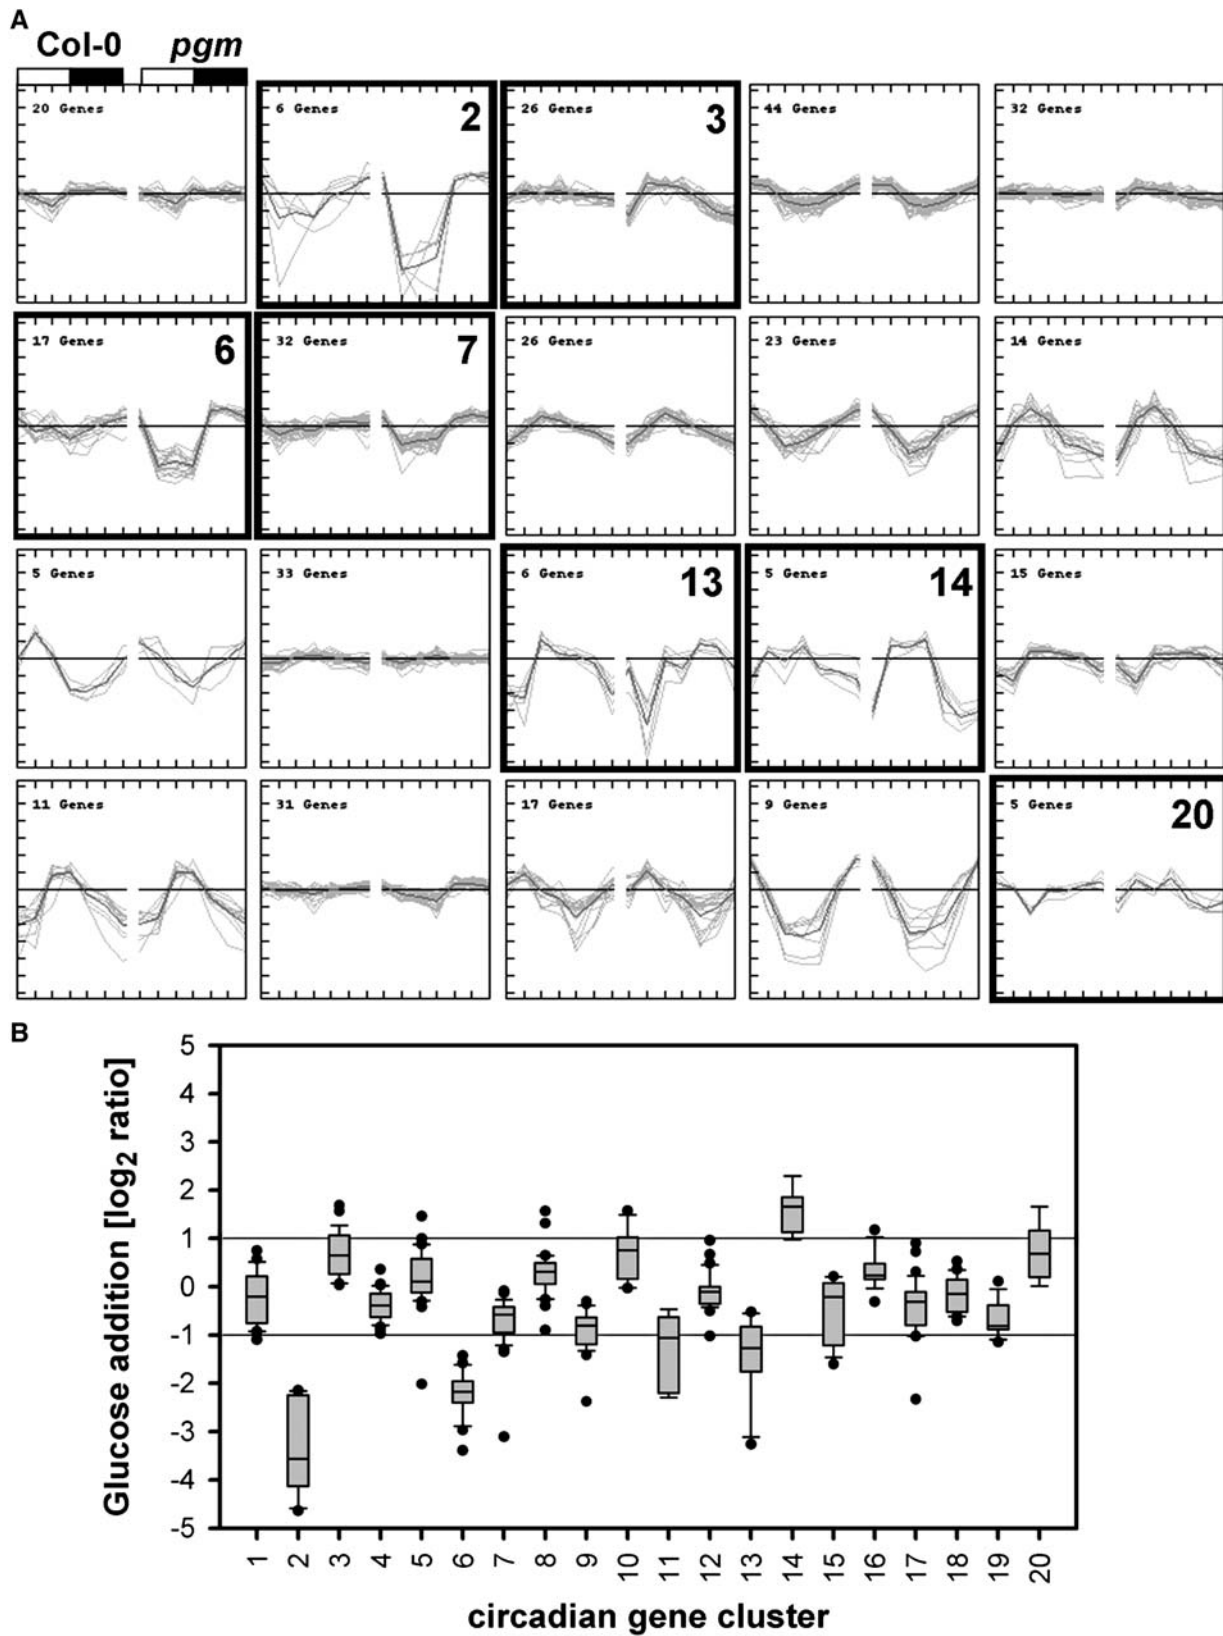 A
Col-0 pgm
20 Genes
6 Genes 2
26 Genes 3
44 Genes
32 Genes
17 Genes 6
32 Genes 7
26 Genes
23 Genes
14 Genes
5 Genes
33 Genes
6 Genes 13
5 Genes 14
15 Genes
11 Genes
31 Genes
17 Genes
9 Genes
5 Genes 20
B
Glucose addition [log2 ratio]
5
4
3
2
1
0
-1
-2
-3
-4
-5
1 2 3 4 5 6 7 8 9 10 11 12 13 14 15 16 17 18 19 20
circadian gene cluster